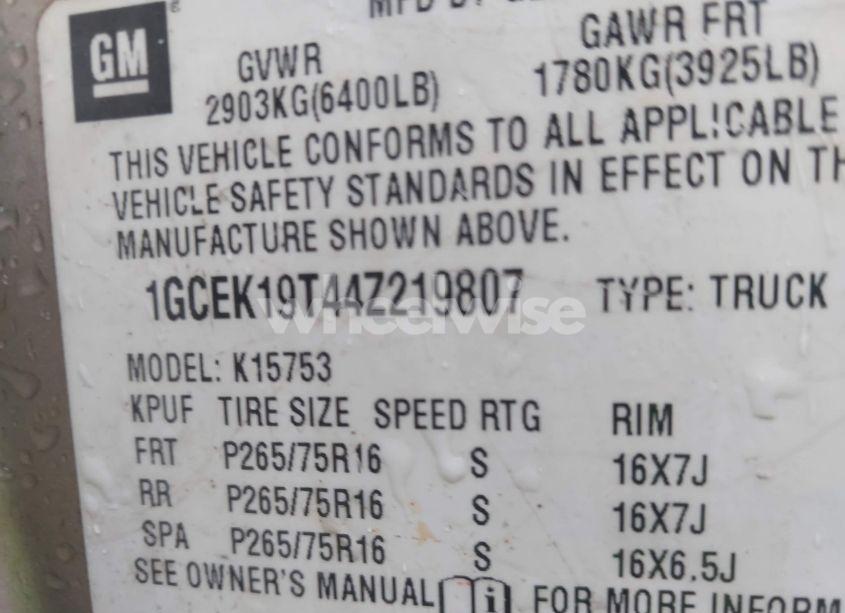 GM
GVWR
2903KG(6400LB)
GAWR FRT
1780KG(3925LB)
THIS VEHICLE CONFORMS TO ALL APPLICABLE
VEHICLE SAFETY STANDARDS IN EFFECT ON TH
MANUFACTURE SHOWN ABOVE.
1GCEK19T44Z219807 TYPE: TRUCK
wheelwise
MODEL: K15753
KPUF TIRE SIZE SPEED RTG RIM
FRT P265/75R16 S 16X7J
RR P265/75R16 S 16X7J
SPA P265/75R16 S 16X6.5J
SEE OWNER'S MANUAL FOR MORE INFORM